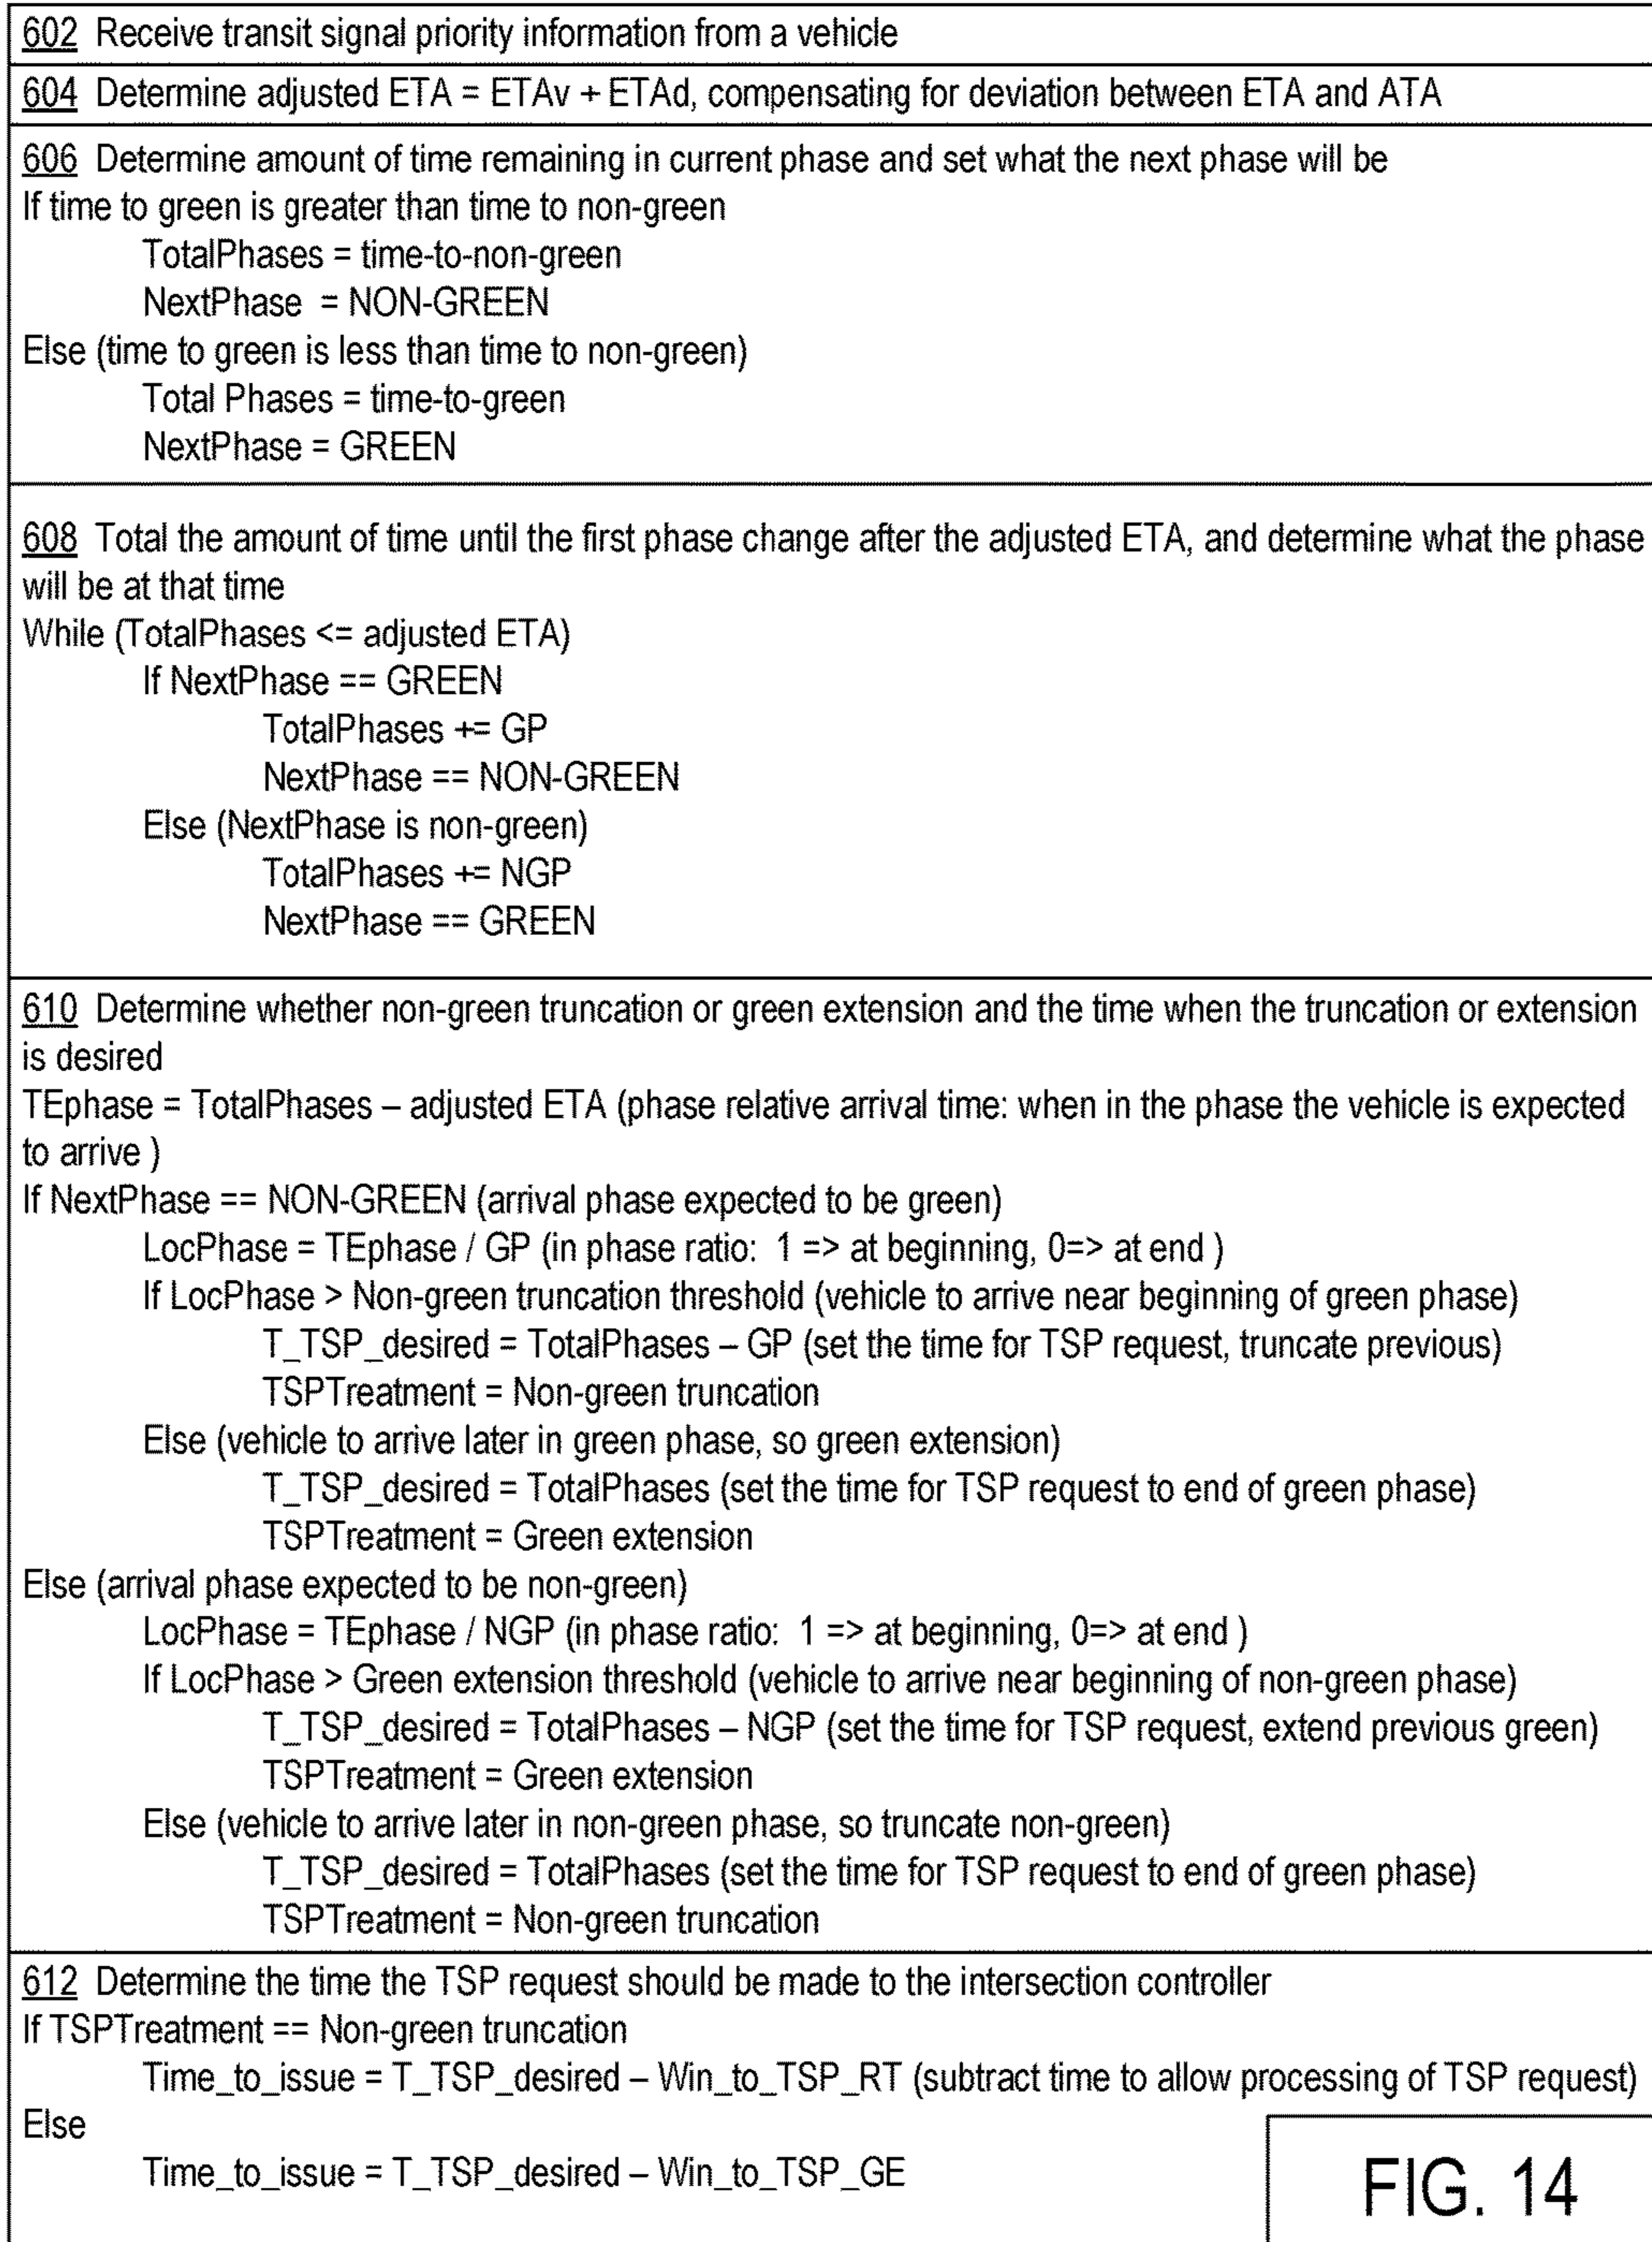 602 Receive transit signal priority information from a vehicle
604 Determine adjusted ETA = ETAv + ETAd, compensating for deviation between ETA and ATA
606 Determine amount of time remaining in current phase and set what the next phase will be
If time to green is greater than time to non-green
TotalPhases = time-to-non-green
NextPhase = NON-GREEN
Else (time to green is less than time to non-green)
Total Phases = time-to-green
NextPhase = GREEN
608 Total the amount of time until the first phase change after the adjusted ETA, and determine what the phase
will be at that time
While (TotalPhases <= adjusted ETA)
If NextPhase == GREEN
TotalPhases += GP
NextPhase == NON-GREEN
Else (NextPhase is non-green)
TotalPhases += NGP
NextPhase == GREEN
610 Determine whether non-green truncation or green extension and the time when the truncation or extension
is desired
TEphase = TotalPhases – adjusted ETA (phase relative arrival time: when in the phase the vehicle is expected
to arrive )
If NextPhase == NON-GREEN (arrival phase expected to be green)
LocPhase = TEphase / GP (in phase ratio: 1 => at beginning, 0=> at end )
If LocPhase > Non-green truncation threshold (vehicle to arrive near beginning of green phase)
T_TSP_desired = TotalPhases – GP (set the time for TSP request, truncate previous)
TSPTreatment = Non-green truncation
Else (vehicle to arrive later in green phase, so green extension)
T_TSP_desired = TotalPhases (set the time for TSP request to end of green phase)
TSPTreatment = Green extension
Else (arrival phase expected to be non-green)
LocPhase = TEphase / NGP (in phase ratio: 1 => at beginning, 0=> at end )
If LocPhase > Green extension threshold (vehicle to arrive near beginning of non-green phase)
T_TSP_desired = TotalPhases – NGP (set the time for TSP request, extend previous green)
TSPTreatment = Green extension
Else (vehicle to arrive later in non-green phase, so truncate non-green)
T_TSP_desired = TotalPhases (set the time for TSP request to end of green phase)
TSPTreatment = Non-green truncation
612 Determine the time the TSP request should be made to the intersection controller
If TSPTreatment == Non-green truncation
Time_to_issue = T_TSP_desired – Win_to_TSP_RT (subtract time to allow processing of TSP request)
Else
Time_to_issue = T_TSP_desired – Win_to_TSP_GE
FIG. 14